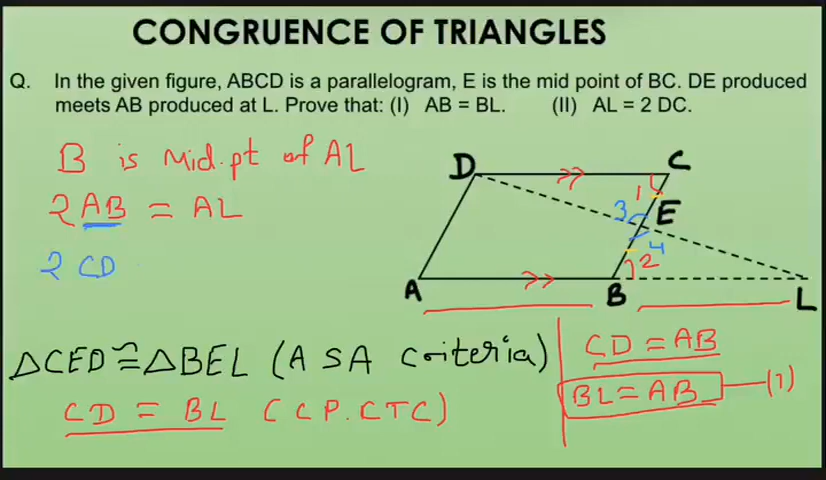 CONGRUENCE OF TRIANGLES
Q. In the given figure, ABCD is a parallelogram, E is the mid point of BC. DE produced
meets AB produced at L. Prove that: (I) AB = BL. (II) AL = 2 DC.
B is Mid.pt of AL
2AB = AL
2 CD
D
C
1
3
E
4
2
A
B
L
△CED ≅ △BEL (A S A Criteria)
CD = BL (C P. C T C)
CD = AB
BL = AB —(1)